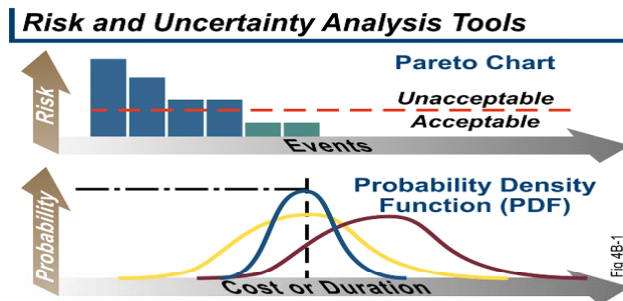 Risk and Uncertainty Analysis Tools
Pareto Chart
Risk
Unacceptable
Acceptable
Events
Probability Density
Function (PDF)
Probability
Cost or Duration
Fig 4B-1